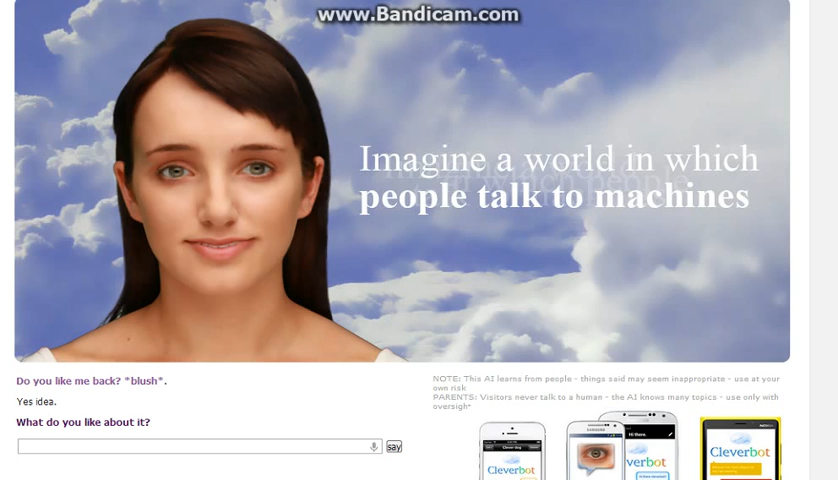 www.Bandicam.com
Imagine a world in which
people talk to machines
Do you like me back? *blush*.
Yes idea.
What do you like about it?
say
NOTE: This AI learns from people - things said may seem inappropriate - use at your
own risk
PARENTS: Visitors never talk to a human - the AI knows many topics - use only with
oversight
Cleverbot
Hi there.
verbot
Cleverbot